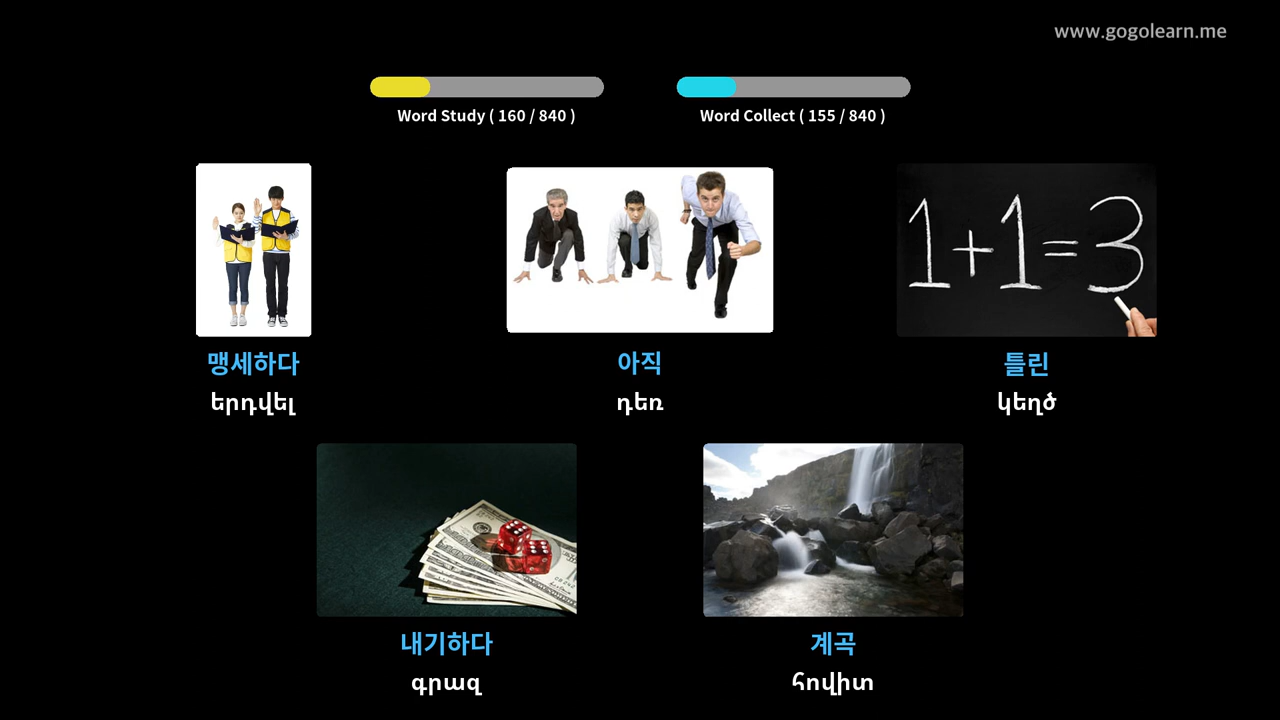 www.gogolearn.me
Word Study ( 160 / 840 )
Word Collect ( 155 / 840 )
1+1=3
맹세하다
երդվել
아직
դեռ
틀린
կեղծ
내기하다
գրազ
계곡
հովիտ